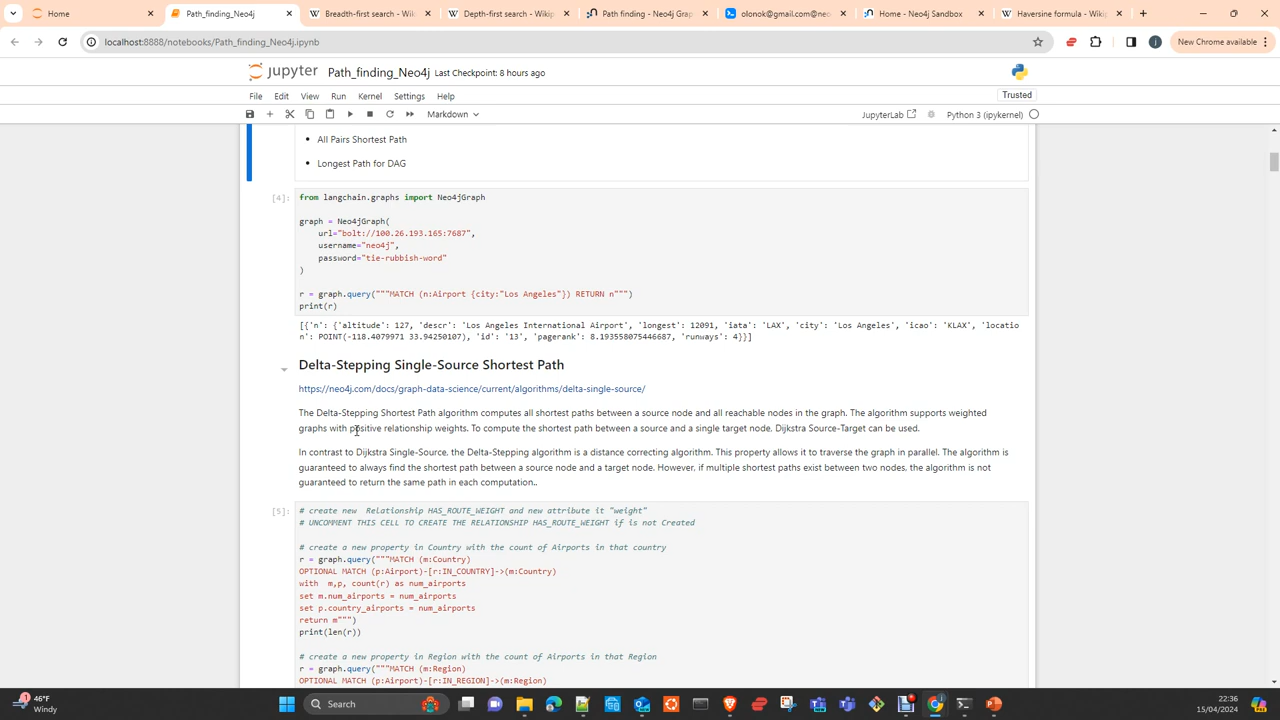 Home
Path_finding_Neo4j
Breadth-first search - Wiki
Depth-first search - Wikip
Path finding - Neo4j Grap
olonok@gmail.com@neo
Home - Neo4j Sandbox
Haversine formula - Wikip
localhost:8888/notebooks/Path_finding_Neo4j.ipynb
New Chrome available
jupyter Path_finding_Neo4j Last Checkpoint: 8 hours ago
File Edit View Run Kernel Settings Help
Trusted
Markdown
JupyterLab
Python 3 (ipykernel)
• All Pairs Shortest Path
• Longest Path for DAG
[4]:
from langchain.graphs import Neo4jGraph
graph = Neo4jGraph(
url="bolt://100.26.193.165:7687",
username="neo4j",
password="tie-rubbish-word"
)
r = graph.query("""MATCH (n:Airport {city:"Los Angeles"}) RETURN n""")
print(r)
[{'n': {'altitude': 127, 'descr': 'Los Angeles International Airport', 'longest': 12091, 'iata': 'LAX', 'city': 'Los Angeles', 'icao': 'KLAX', 'locatio
n': POINT(-118.4079971 33.94250107), 'id': '13', 'pagerank': 8.193558075446687, 'runways': 4}}]
Delta-Stepping Single-Source Shortest Path
https://neo4j.com/docs/graph-data-science/current/algorithms/delta-single-source/
The Delta-Stepping Shortest Path algorithm computes all shortest paths between a source node and all reachable nodes in the graph. The algorithm supports weighted
graphs with positive relationship weights. To compute the shortest path between a source and a single target node, Dijkstra Source-Target can be used.
In contrast to Dijkstra Single-Source, the Delta-Stepping algorithm is a distance correcting algorithm. This property allows it to traverse the graph in parallel. The algorithm is
guaranteed to always find the shortest path between a source node and a target node. However, if multiple shortest paths exist between two nodes, the algorithm is not
guaranteed to return the same path in each computation..
[5]:
# create new  Relationship HAS_ROUTE_WEIGHT and new attribute it "weight"
# UNCOMMENT THIS CELL TO CREATE THE RELATIONSHIP HAS_ROUTE_WEIGHT if is not Created
# create a new property in Country with the count of Airports in that country
r = graph.query("""MATCH (m:Country)
OPTIONAL MATCH (p:Airport)-[r:IN_COUNTRY]->(m:Country)
with  m,p, count(r) as num_airports
set m.num_airports = num_airports
set p.country_airports = num_airports
return m""")
print(len(r))
# create a new property in Region with the count of Airports in that Region
r = graph.query("""MATCH (m:Region)
OPTIONAL MATCH (p:Airport)-[r:IN_REGION]->(m:Region)
1
46°F
Windy
Search
22:36
15/04/2024